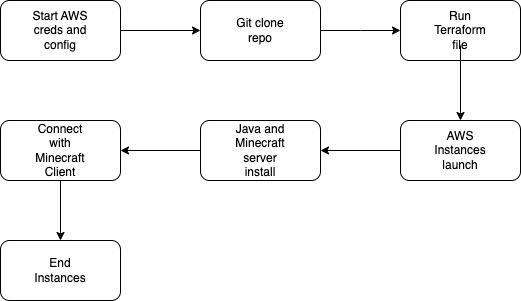 Start AWS
creds and
config
Git clone
repo
Run
Terraform
file
Connect
with
Minecraft
Client
Java and
Minecraft
server
install
AWS
Instances
launch
End
Instances